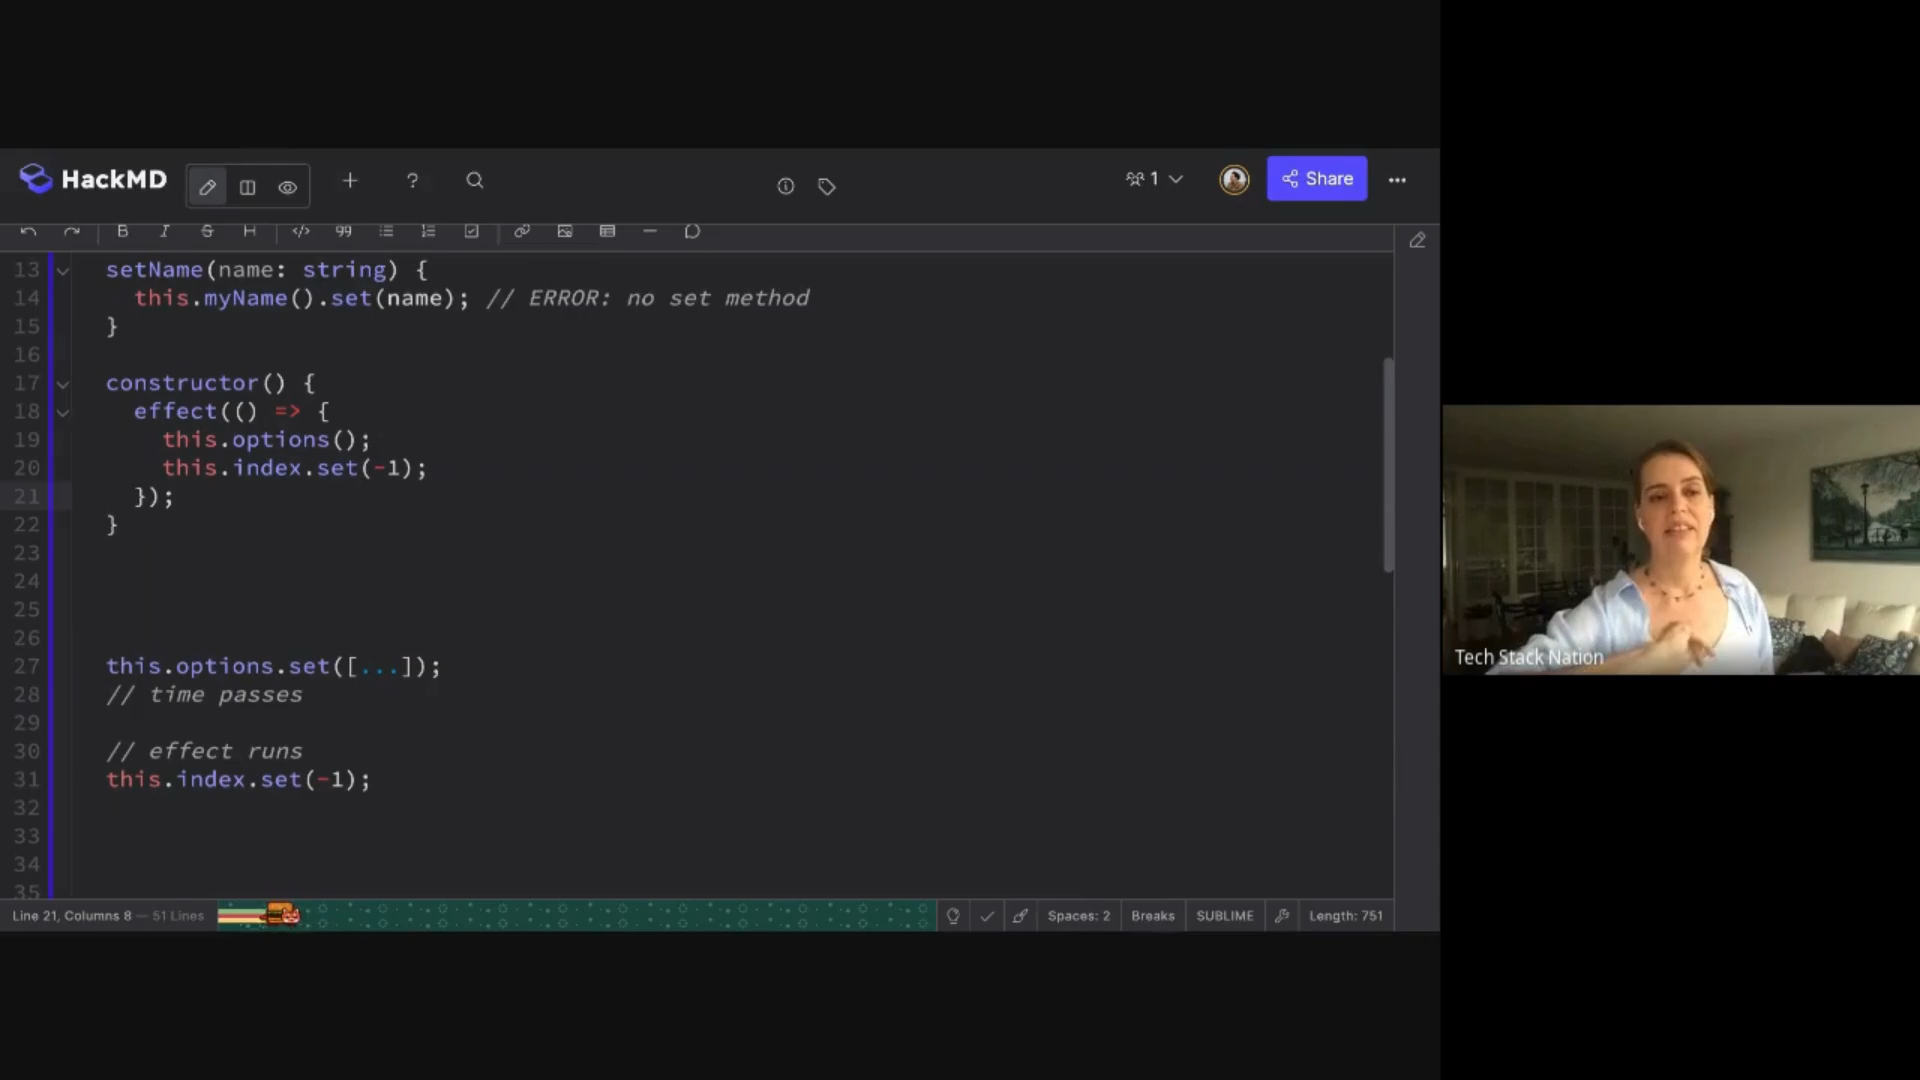 HackMD
1
Share
13 setName(name: string) {
14 this.myName().set(name); // ERROR: no set method
15 }
16
17 constructor() {
18 effect(() => {
19 this.options();
20 this.index.set(-1);
21 });
22 }
23
24
25
26
27 this.options.set([...]);
28 // time passes
29
30 // effect runs
31 this.index.set(-1);
32
33
34
35
Line 21, Columns 8 — 51 Lines
Spaces: 2
Breaks
SUBLIME
Length: 751
Tech Stack Nation